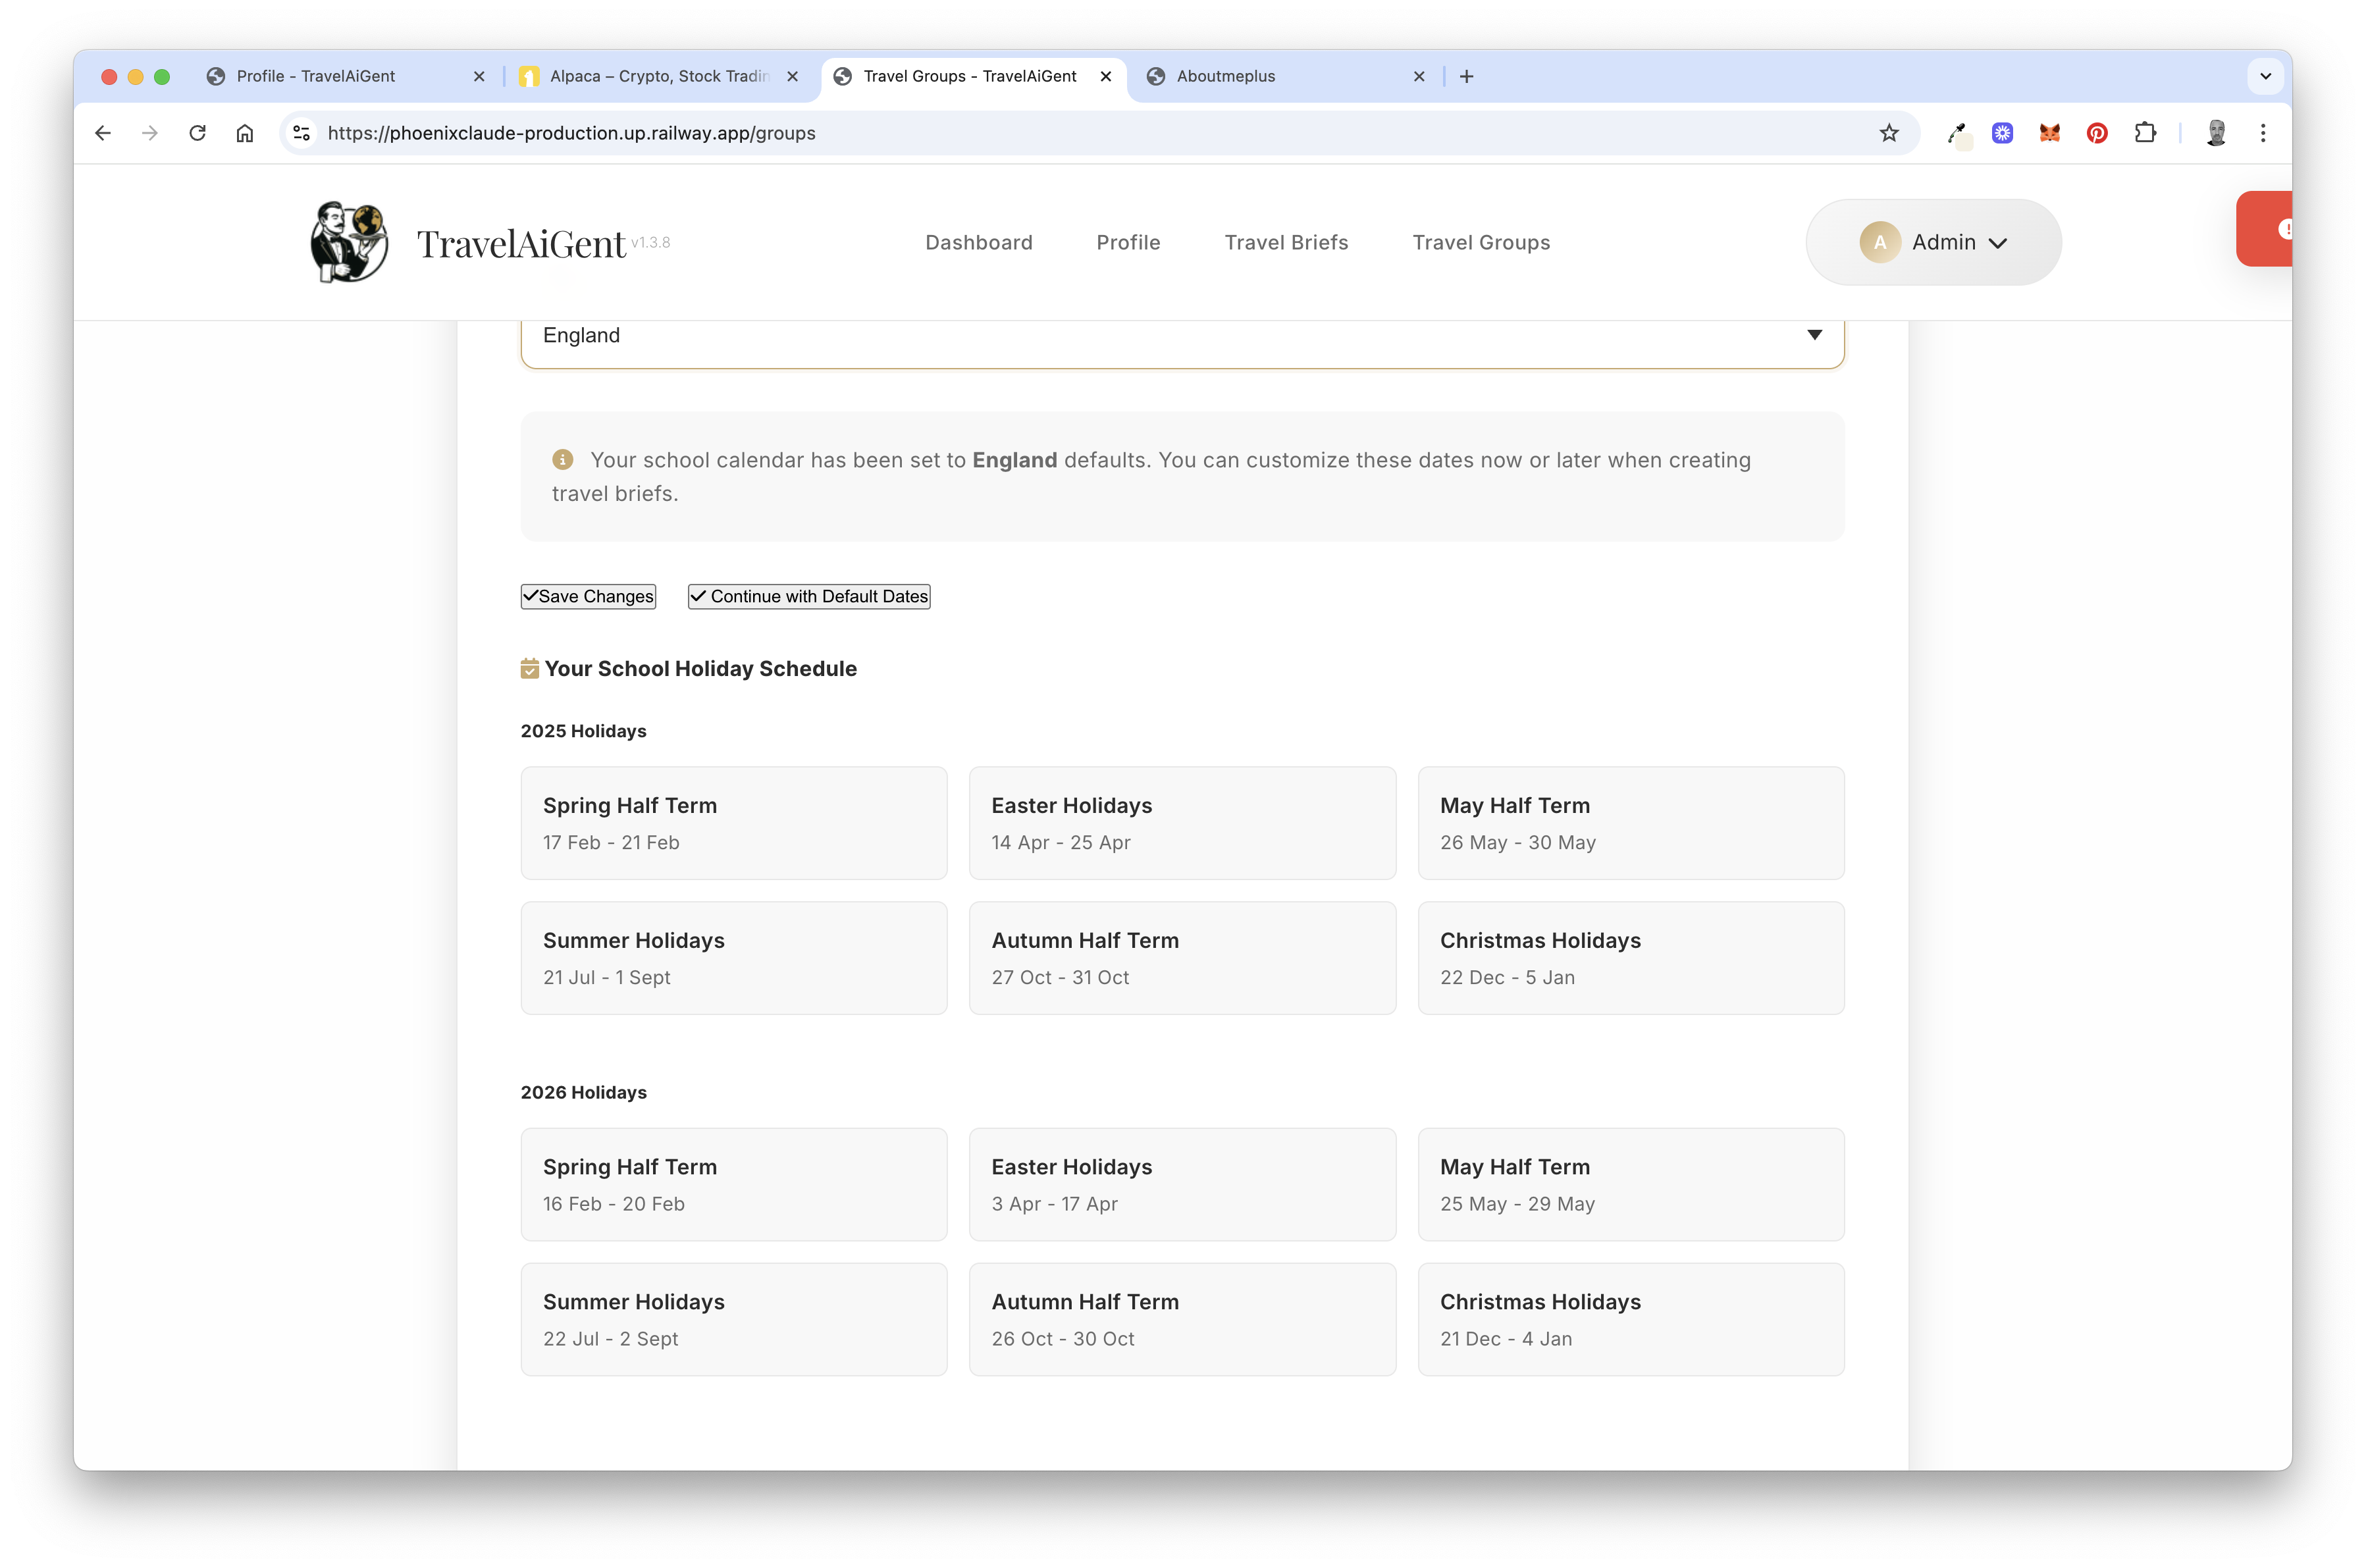 Profile - TravelAiGent
Alpaca – Crypto, Stock Tradin
Travel Groups - TravelAiGent
Aboutmeplus
https://phoenixclaude-production.up.railway.app/groups
TravelAiGent v1.3.8
Dashboard
Profile
Travel Briefs
Travel Groups
A Admin
England
Your school calendar has been set to England defaults. You can customize these dates now or later when creating
travel briefs.
Save Changes
Continue with Default Dates
Your School Holiday Schedule
2025 Holidays
Spring Half Term
17 Feb - 21 Feb
Easter Holidays
14 Apr - 25 Apr
May Half Term
26 May - 30 May
Summer Holidays
21 Jul - 1 Sept
Autumn Half Term
27 Oct - 31 Oct
Christmas Holidays
22 Dec - 5 Jan
2026 Holidays
Spring Half Term
16 Feb - 20 Feb
Easter Holidays
3 Apr - 17 Apr
May Half Term
25 May - 29 May
Summer Holidays
22 Jul - 2 Sept
Autumn Half Term
26 Oct - 30 Oct
Christmas Holidays
21 Dec - 4 Jan